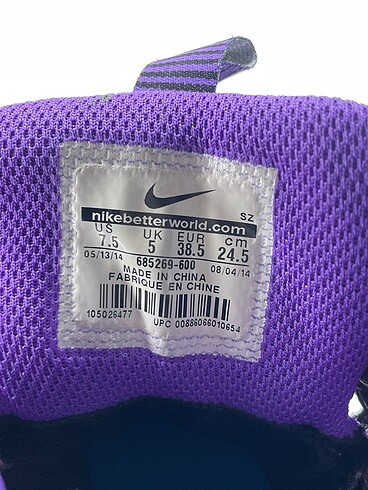 SZ
nikebetterworld.com
US UK EUR cm
7.5 5 38.5 24.5
05/13/14 685269-600 08/04/14
MADE IN CHINA
FABRIQUE EN CHINE
105026477
UPC 00886066010654